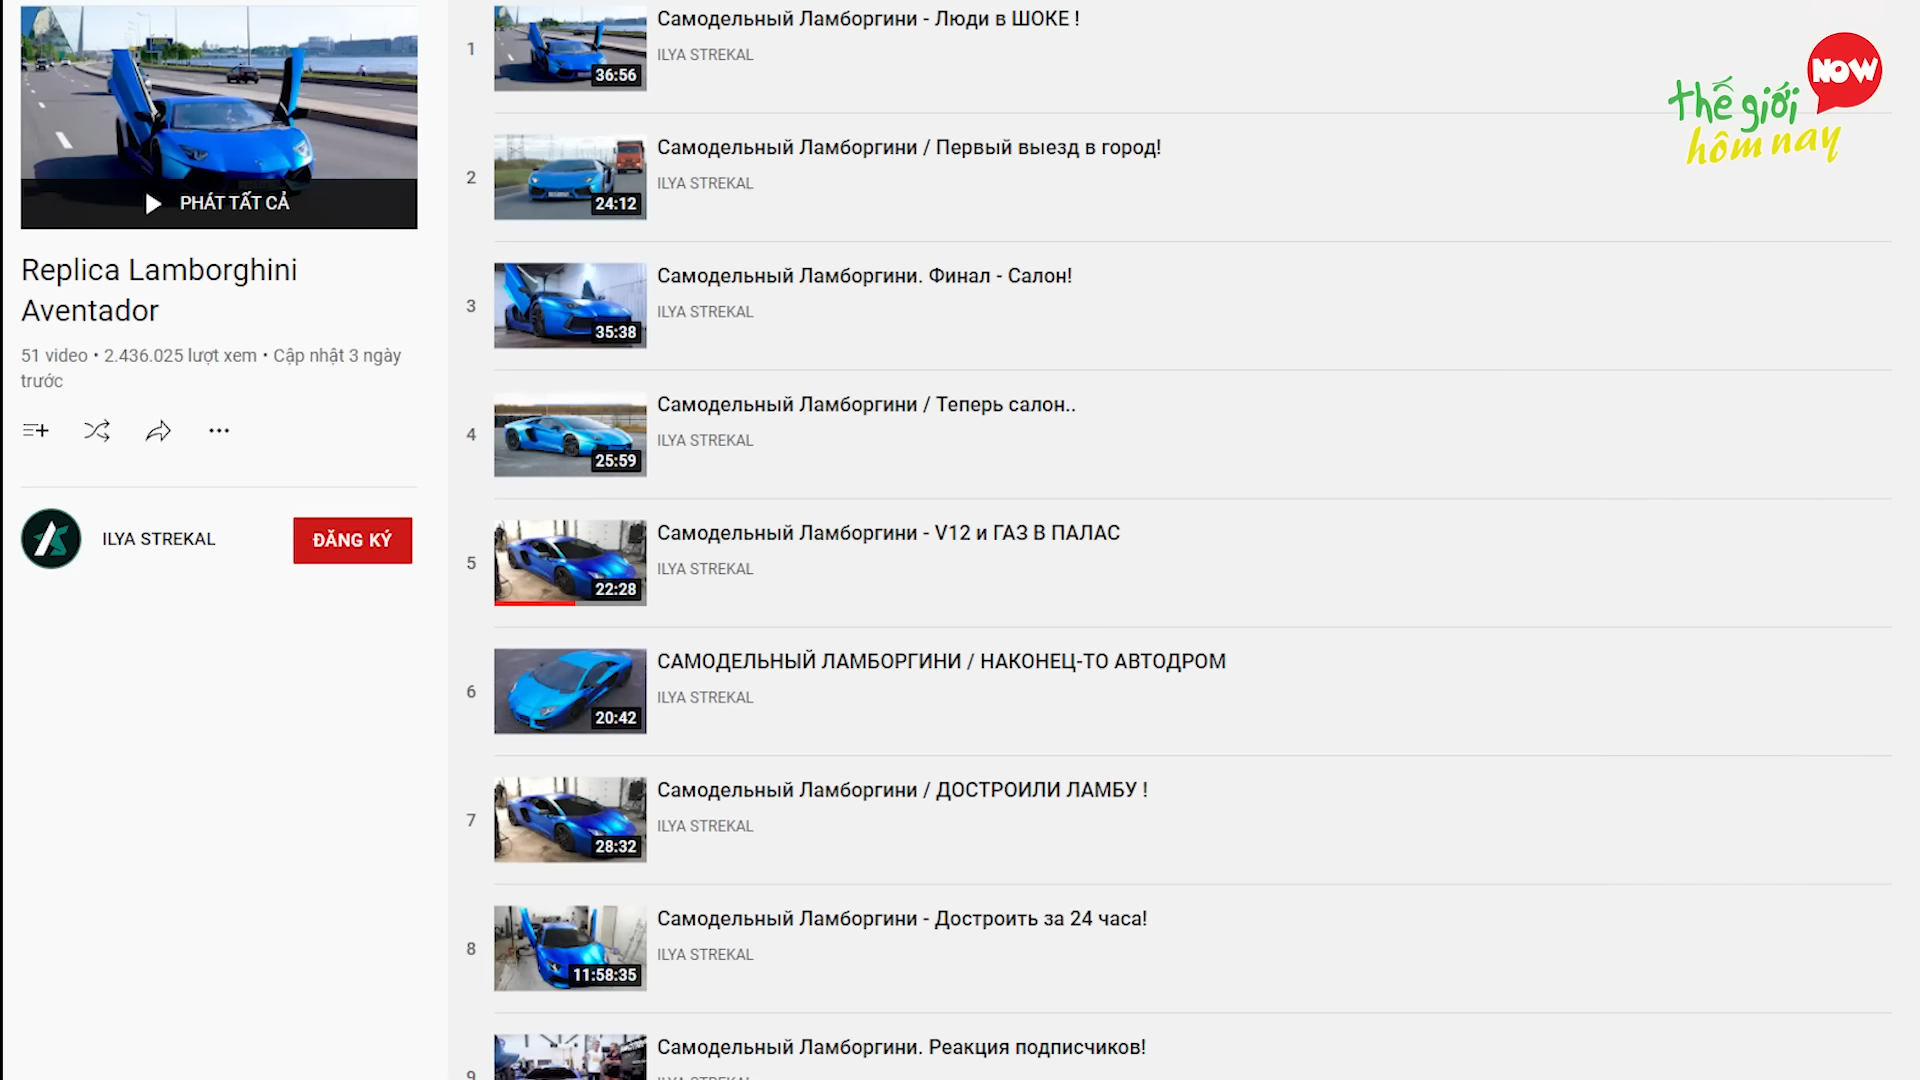 PHÁT TẤT CẢ
Replica Lamborghini
Aventador
51 video • 2.436.025 lượt xem • Cập nhật 3 ngày
trước
ILYA STREKAL
ĐĂNG KÝ
1
36:56
Самодельный Ламборгини - Люди в ШОКЕ !
ILYA STREKAL
2
24:12
Самодельный Ламборгини / Первый выезд в город!
ILYA STREKAL
3
35:38
Самодельный Ламборгини. Финал - Салон!
ILYA STREKAL
4
25:59
Самодельный Ламборгини / Теперь салон..
ILYA STREKAL
5
22:28
Самодельный Ламборгини - V12 и ГАЗ В ПАЛАС
ILYA STREKAL
6
20:42
САМОДЕЛЬНЫЙ ЛАМБОРГИНИ / НАКОНЕЦ-ТО АВТОДРОМ
ILYA STREKAL
7
28:32
Самодельный Ламборгини / ДОСТРОИЛИ ЛАМБУ !
ILYA STREKAL
8
11:58:35
Самодельный Ламборгини - Достроить за 24 часа!
ILYA STREKAL
9
Самодельный Ламборгини. Реакция подписчиков!
ILYA STREKAL
NOW
thế giới
hôm nay